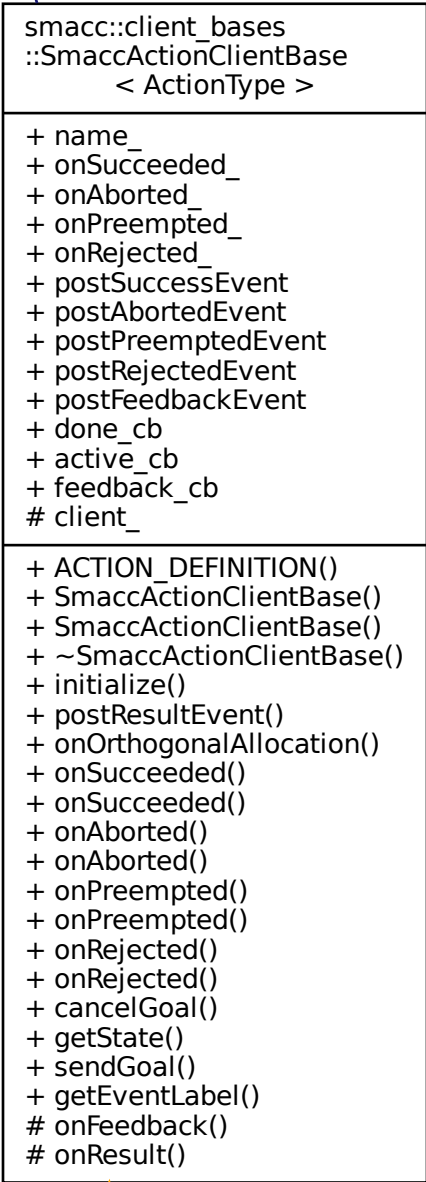 smacc::client_bases
::SmaccActionClientBase
< ActionType >
+ name_
+ onSucceeded_
+ onAborted_
+ onPreempted_
+ onRejected_
+ postSuccessEvent
+ postAbortedEvent
+ postPreemptedEvent
+ postRejectedEvent
+ postFeedbackEvent
+ done_cb
+ active_cb
+ feedback_cb
# client_
+ ACTION_DEFINITION()
+ SmaccActionClientBase()
+ SmaccActionClientBase()
+ ~SmaccActionClientBase()
+ initialize()
+ postResultEvent()
+ onOrthogonalAllocation()
+ onSucceeded()
+ onSucceeded()
+ onAborted()
+ onAborted()
+ onPreempted()
+ onPreempted()
+ onRejected()
+ onRejected()
+ cancelGoal()
+ getState()
+ sendGoal()
+ getEventLabel()
# onFeedback()
# onResult()